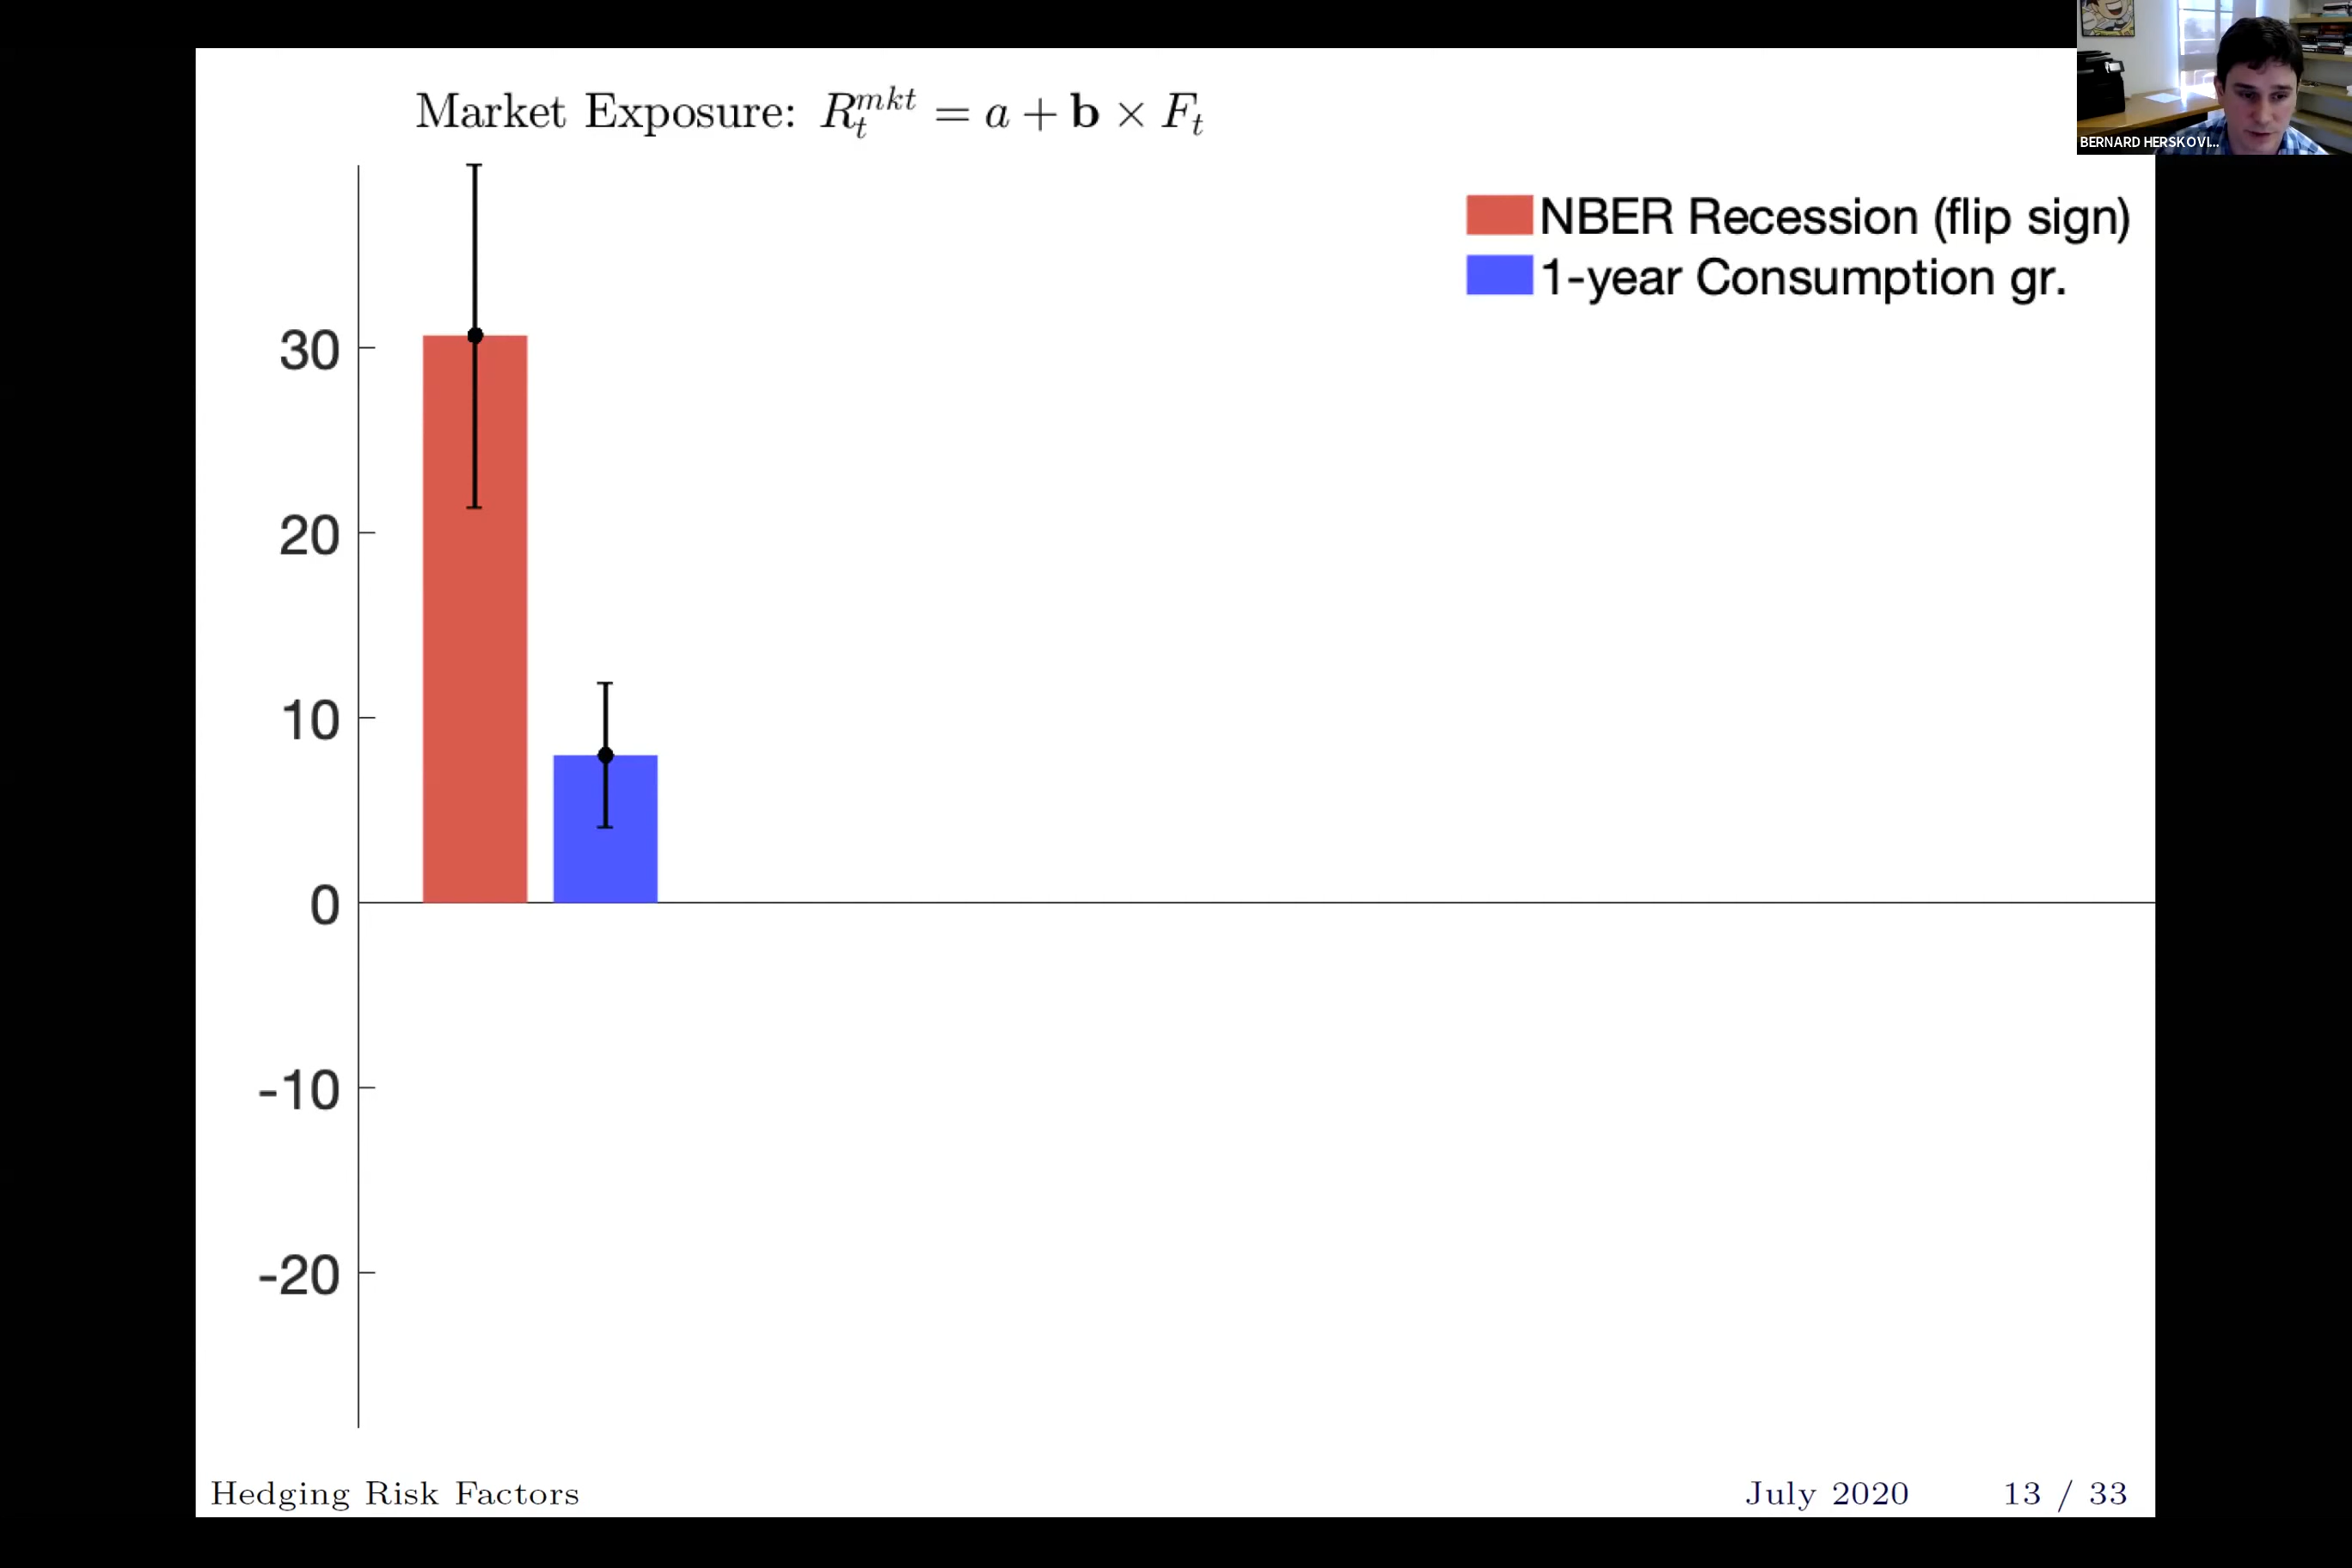 Market Exposure: R_t^{mkt} = a + b × F_t
BERNARD HERSKOVI...
NBER Recession (flip sign)
1-year Consumption gr.
30
20
10
0
-10
-20
Hedging Risk Factors
July 2020
13 / 33